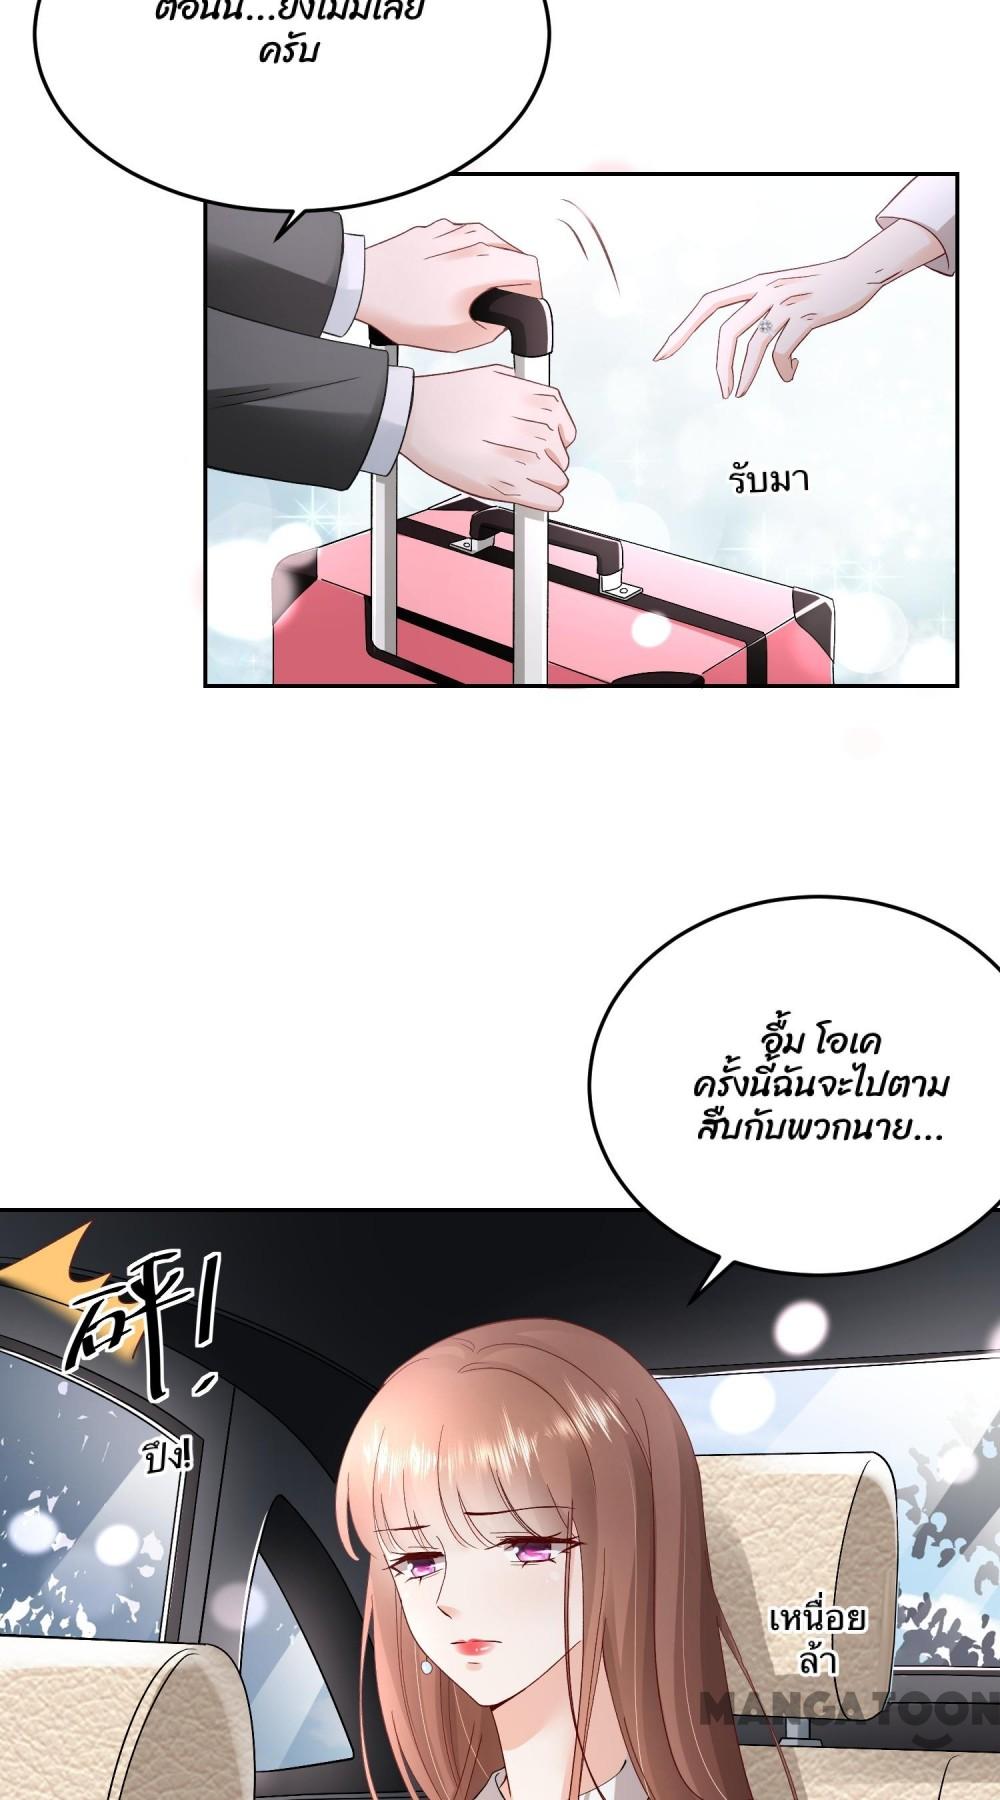 ตอนนี้...ยังไม่มีเลย
ครับ
รับมา
อื้ม โอเค
ครั้งนี้ฉันจะไปตาม
สืบกับพวกนาย...
砰!
ปึง!
เหนื่อย
ล้า
MANGATOON